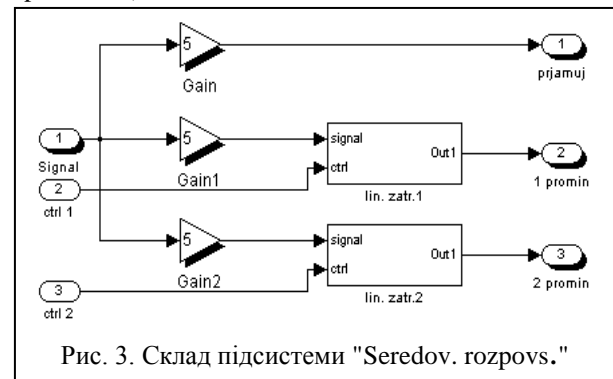 5
1
Gain
prjamuj
1
5
signal
Out1
2
Signal
ctrl
2
Gain1
1 promin
ctrl 1
lin. zatr.1
5
signal
Out1
3
3
Gain2
ctrl
2 promin
ctrl 2
lin. zatr.2
Рис. 3. Склад підсистеми "Seredov. rozpovs."